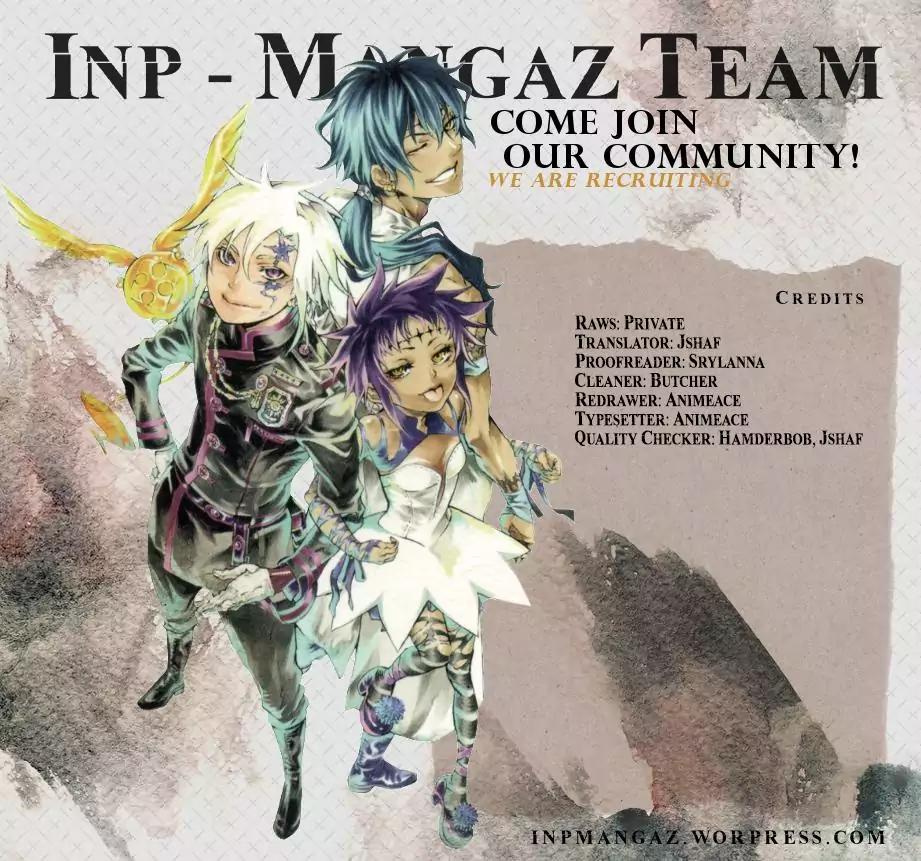 INP - MANGAZ TEAM
COME JOIN
OUR COMMUNITY!
WE ARE RECRUITING
CREDITS
RAWS: PRIVATE
TRANSLATOR: JSHAF
PROOFREADER: SRYLANNA
CLEANER: BUTCHER
REDRAWER: ANIMEACE
TYPESETTER: ANIMEACE
QUALITY CHECKER: HAMDERBOB, JSHAF
INPMANGAZ.WORPRESS.COM